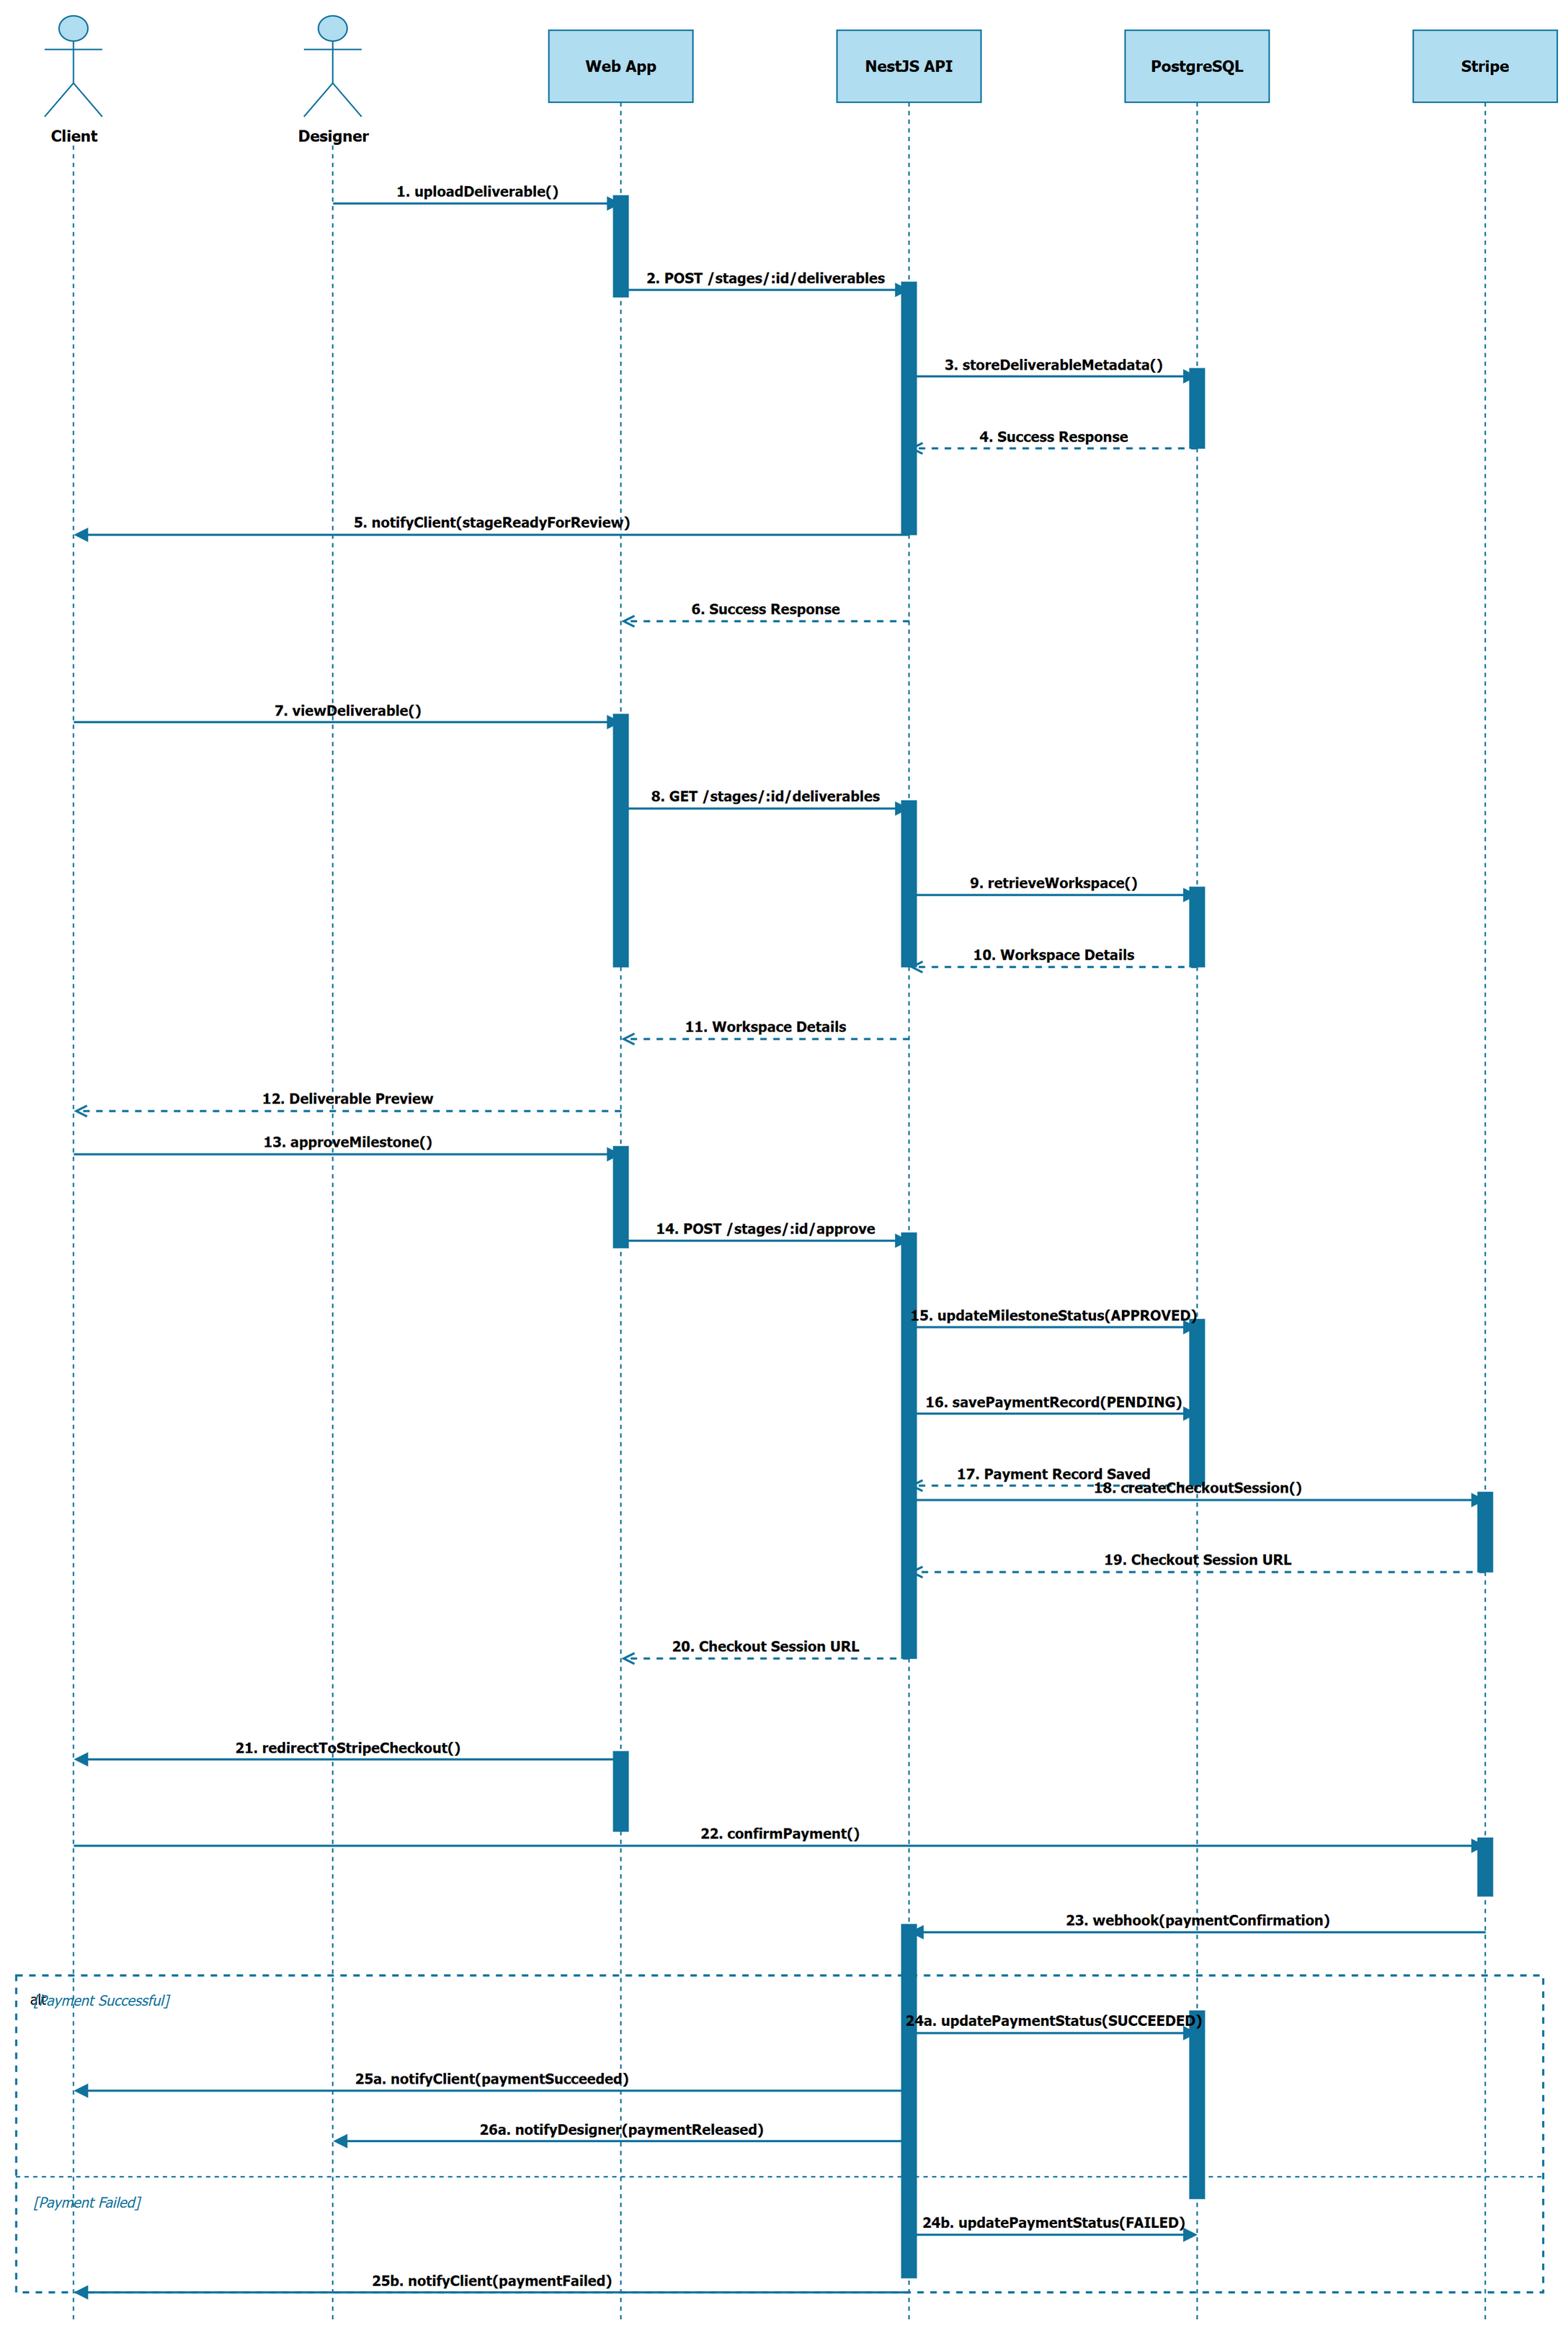 Client
Designer
Web App
NestJS API
PostgreSQL
Stripe
1. uploadDeliverable()
2. POST /stages/:id/deliverables
3. storeDeliverableMetadata()
4. Success Response
5. notifyClient(stageReadyForReview)
6. Success Response
7. viewDeliverable()
8. GET /stages/:id/deliverables
9. retrieveWorkspace()
10. Workspace Details
11. Workspace Details
12. Deliverable Preview
13. approveMilestone()
14. POST /stages/:id/approve
15. updateMilestoneStatus(APPROVED)
16. savePaymentRecord(PENDING)
17. Payment Record Saved
18. createCheckoutSession()
19. Checkout Session URL
20. Checkout Session URL
21. redirectToStripeCheckout()
22. confirmPayment()
23. webhook(paymentConfirmation)
alt
[Payment Successful]
24a. updatePaymentStatus(SUCCEEDED)
25a. notifyClient(paymentSucceeded)
26a. notifyDesigner(paymentReleased)
[Payment Failed]
24b. updatePaymentStatus(FAILED)
25b. notifyClient(paymentFailed)